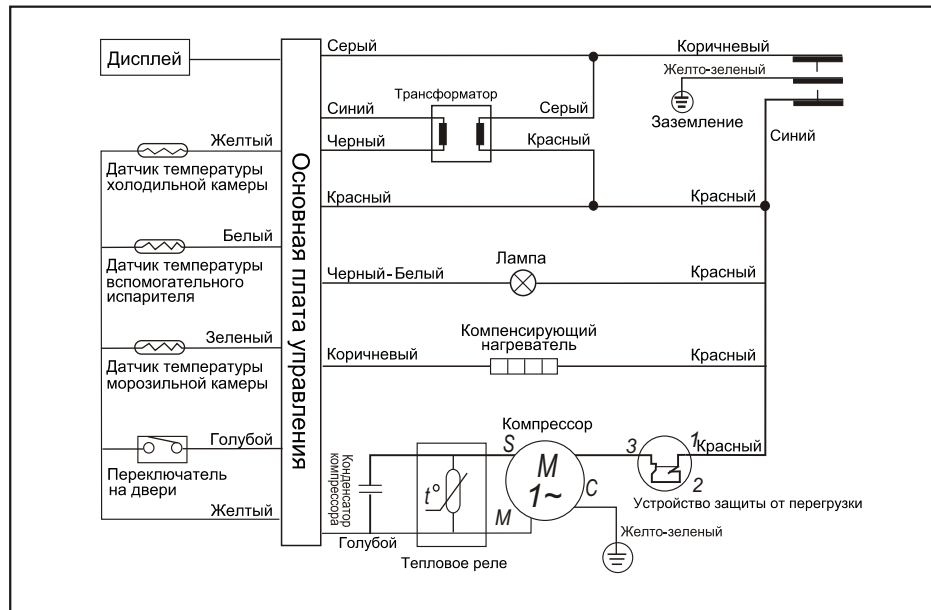 Дисплей
Серый
Коричневый
Желто-зеленый
Заземление
Синий
Трансформатор
Синий
Серый
Черный
Красный
Желтый
Датчик температуры
холодильной камеры
Основная плата управления
Красный
Красный
Белый
Датчик температуры
вспомогательного
испарителя
Черный-Белый
Лампа
Красный
Зеленый
Датчик температуры
морозильной камеры
Коричневый
Компенсирующий
нагреватель
Красный
Голубой
Переключатель
на двери
Желтый
Конденсатор
компрессора
Голубой
t°
Тепловое реле
Компрессор
S
M
1~
C
M
3
1
2
Красный
Устройство защиты от перегрузки
Желто-зеленый